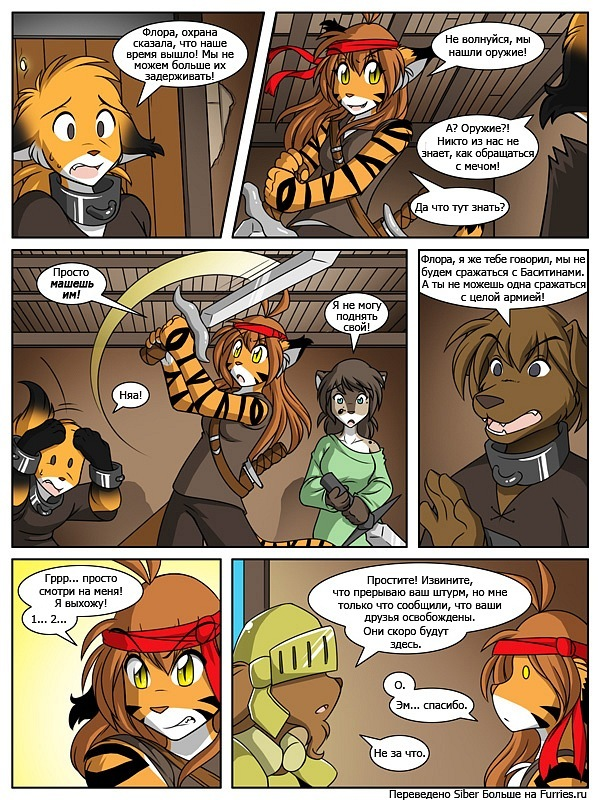 Флора, охрана
сказала, что наше
время вышло! Мы не
можем больше их
задерживать!
Не волнуйся, мы
нашли оружие!
А? Оружие?!
Никто из нас не
знает, как обращаться
с мечом!
Да что тут знать?
Просто
машешь
им!
Няа!
Я не могу
поднять
свой!
Флора, я же тебе говорил, мы не
будем сражаться с Баситинами.
А ты не можешь одна сражаться
с целой армией!
Гррр... просто
смотри на меня!
Я выхожу!
1... 2...
Простите! Извините,
что прерываю ваш штурм, но мне
только что сообщили, что ваши
друзья освобождены.
Они скоро будут
здесь.
О.
Эм... спасибо.
Не за что.
Переведено Siber Больше на Furries.ru